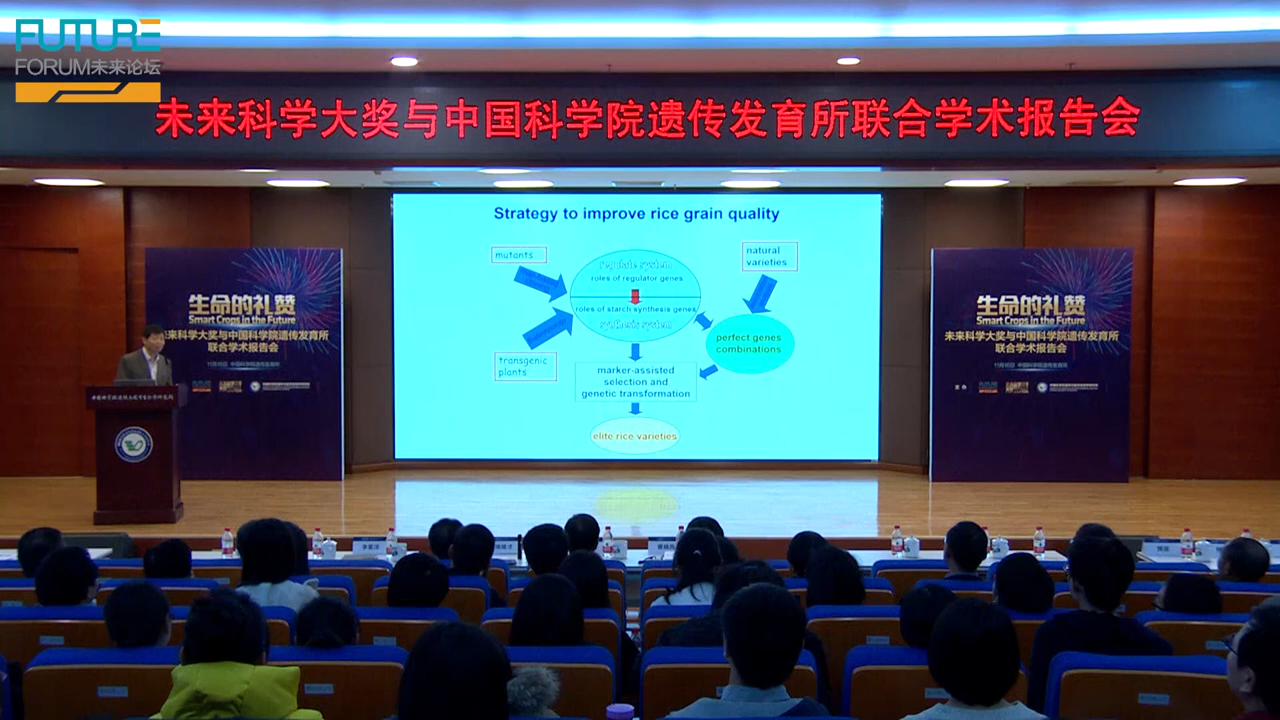 FUTURE
FORUM未来论坛
未来科学大奖与中国科学院遗传发育所联合学术报告会
Strategy to improve rice grain quality
mutants
regulate system
roles of regulator genes
roles of starch synthesis genes
synthesis system
transgenic
plants
natural
varieties
perfect genes
combinations
marker-assisted
selection and
genetic transformation
elite rice varieties
生命的礼赞
Smart Crops in the Future
未来科学大奖与中国科学院遗传发育所
联合学术报告会
生命的礼赞
Smart Crops in the Future
未来科学大奖与中国科学院遗传发育所
联合学术报告会